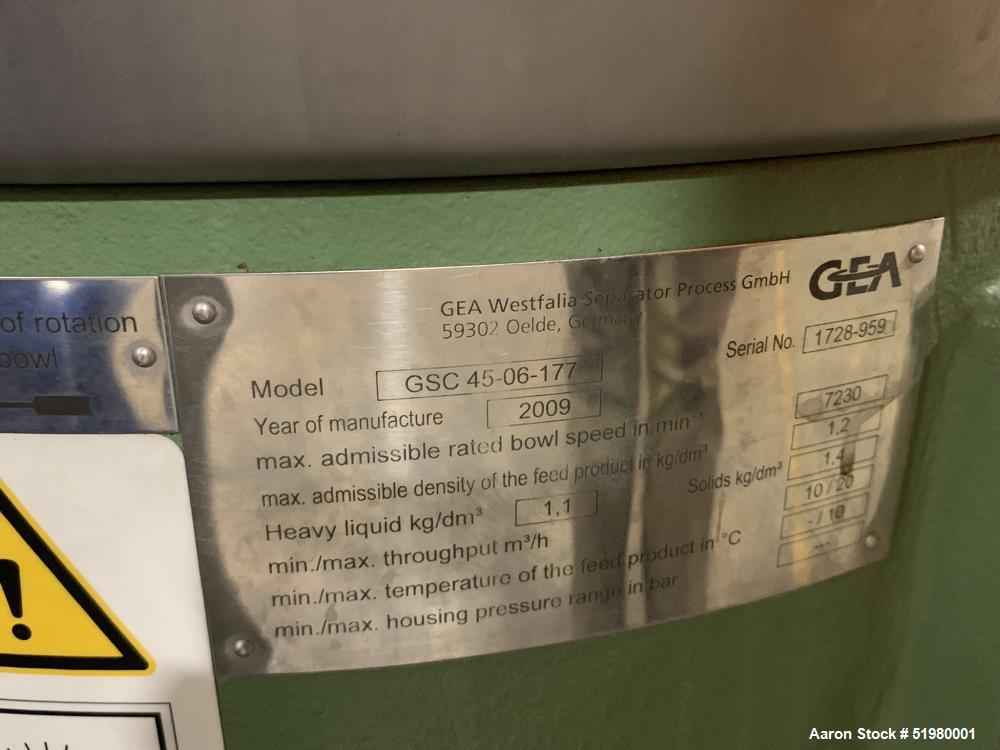 of rotation
bowl
GEA Westfalia Separator Process GmbH
59302 Oelde, Germany
GEA
Serial No. 1728-959
Model GSC 45-06-177
Year of manufacture 2009
max. admissible rated bowl speed in min⁻¹ 7230
max. admissible density of the feed product in kg/dm³ 1,2
Heavy liquid kg/dm³ 1,1 Solids kg/dm³ 1,4
min./max. throughput m³/h 10 / 20
min./max. temperature of the feed product in °C - / 10
min./max. housing pressure range in bar ---
Aaron Stock # 51980001